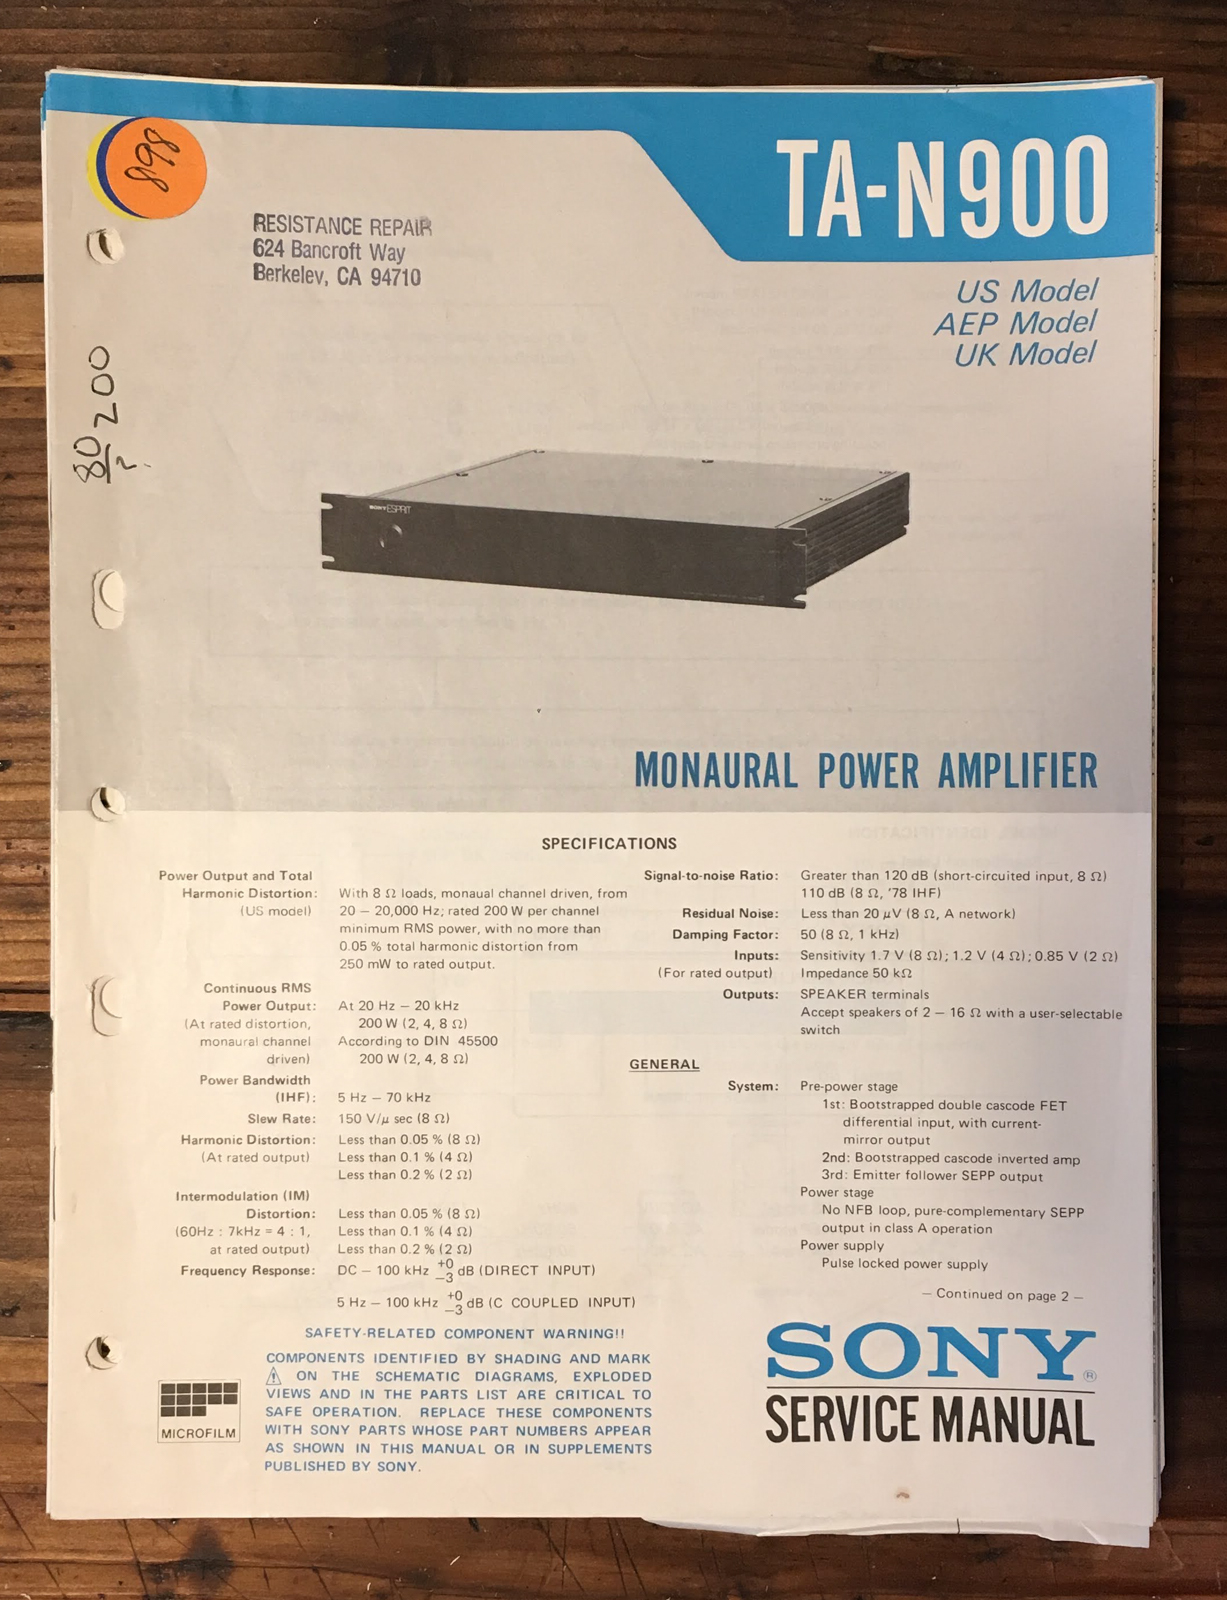 898
TA-N900
RESISTANCE REPAIR
624 Bancroft Way
Berkelev, CA 94710
US Model
AEP Model
UK Model
200
80
?
SONY ESPRIT
MONAURAL POWER AMPLIFIER
SPECIFICATIONS
Power Output and Total
Harmonic Distortion: With 8 Ω loads, monaual channel driven, from
(US model) 20 – 20,000 Hz; rated 200 W per channel
minimum RMS power, with no more than
0.05 % total harmonic distortion from
250 mW to rated output.
Continuous RMS
Power Output: At 20 Hz – 20 kHz
(At rated distortion, 200 W (2, 4, 8 Ω)
monaural channel According to DIN 45500
driven) 200 W (2, 4, 8 Ω)
Power Bandwidth
(IHF): 5 Hz – 70 kHz
Slew Rate: 150 V/μ sec (8 Ω)
Harmonic Distortion: Less than 0.05 % (8 Ω)
(At rated output) Less than 0.1 % (4 Ω)
Less than 0.2 % (2 Ω)
Intermodulation (IM)
Distortion: Less than 0.05 % (8 Ω)
(60Hz : 7kHz = 4 : 1, Less than 0.1 % (4 Ω)
at rated output) Less than 0.2 % (2 Ω)
Frequency Response: DC – 100 kHz +0 −3 dB (DIRECT INPUT)
5 Hz – 100 kHz +0 −3 dB (C COUPLED INPUT)
Signal-to-noise Ratio: Greater than 120 dB (short-circuited input, 8 Ω)
110 dB (8 Ω, '78 IHF)
Residual Noise: Less than 20 μV (8 Ω, A network)
Damping Factor: 50 (8 Ω, 1 kHz)
Inputs: Sensitivity 1.7 V (8 Ω); 1.2 V (4 Ω); 0.85 V (2 Ω)
(For rated output) Impedance 50 kΩ
Outputs: SPEAKER terminals
Accept speakers of 2 – 16 Ω with a user-selectable
switch
GENERAL
System: Pre-power stage
1st: Bootstrapped double cascode FET
differential input, with current-
mirror output
2nd: Bootstrapped cascode inverted amp
3rd: Emitter follower SEPP output
Power stage
No NFB loop, pure-complementary SEPP
output in class A operation
Power supply
Pulse locked power supply
– Continued on page 2 –
SAFETY-RELATED COMPONENT WARNING!!
COMPONENTS IDENTIFIED BY SHADING AND MARK
⚠ ON THE SCHEMATIC DIAGRAMS, EXPLODED
VIEWS AND IN THE PARTS LIST ARE CRITICAL TO
SAFE OPERATION. REPLACE THESE COMPONENTS
WITH SONY PARTS WHOSE PART NUMBERS APPEAR
AS SHOWN IN THIS MANUAL OR IN SUPPLEMENTS
PUBLISHED BY SONY.
MICROFILM
SONY®
SERVICE MANUAL